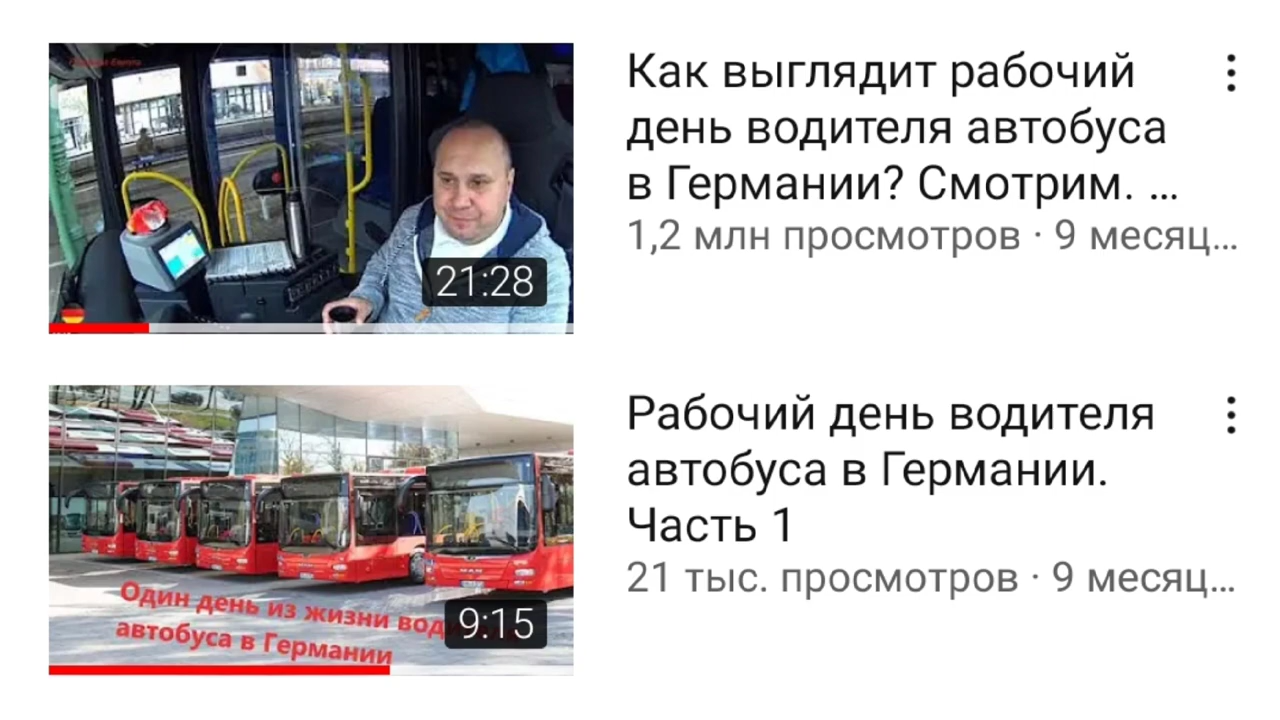 Как выглядит рабочий
день водителя автобуса
в Германии? Смотрим. ...
1,2 млн просмотров · 9 месяц...
21:28
Рабочий день водителя
автобуса в Германии.
Часть 1
21 тыс. просмотров · 9 месяц...
Один день из жизни
автобуса в Германии
9:15